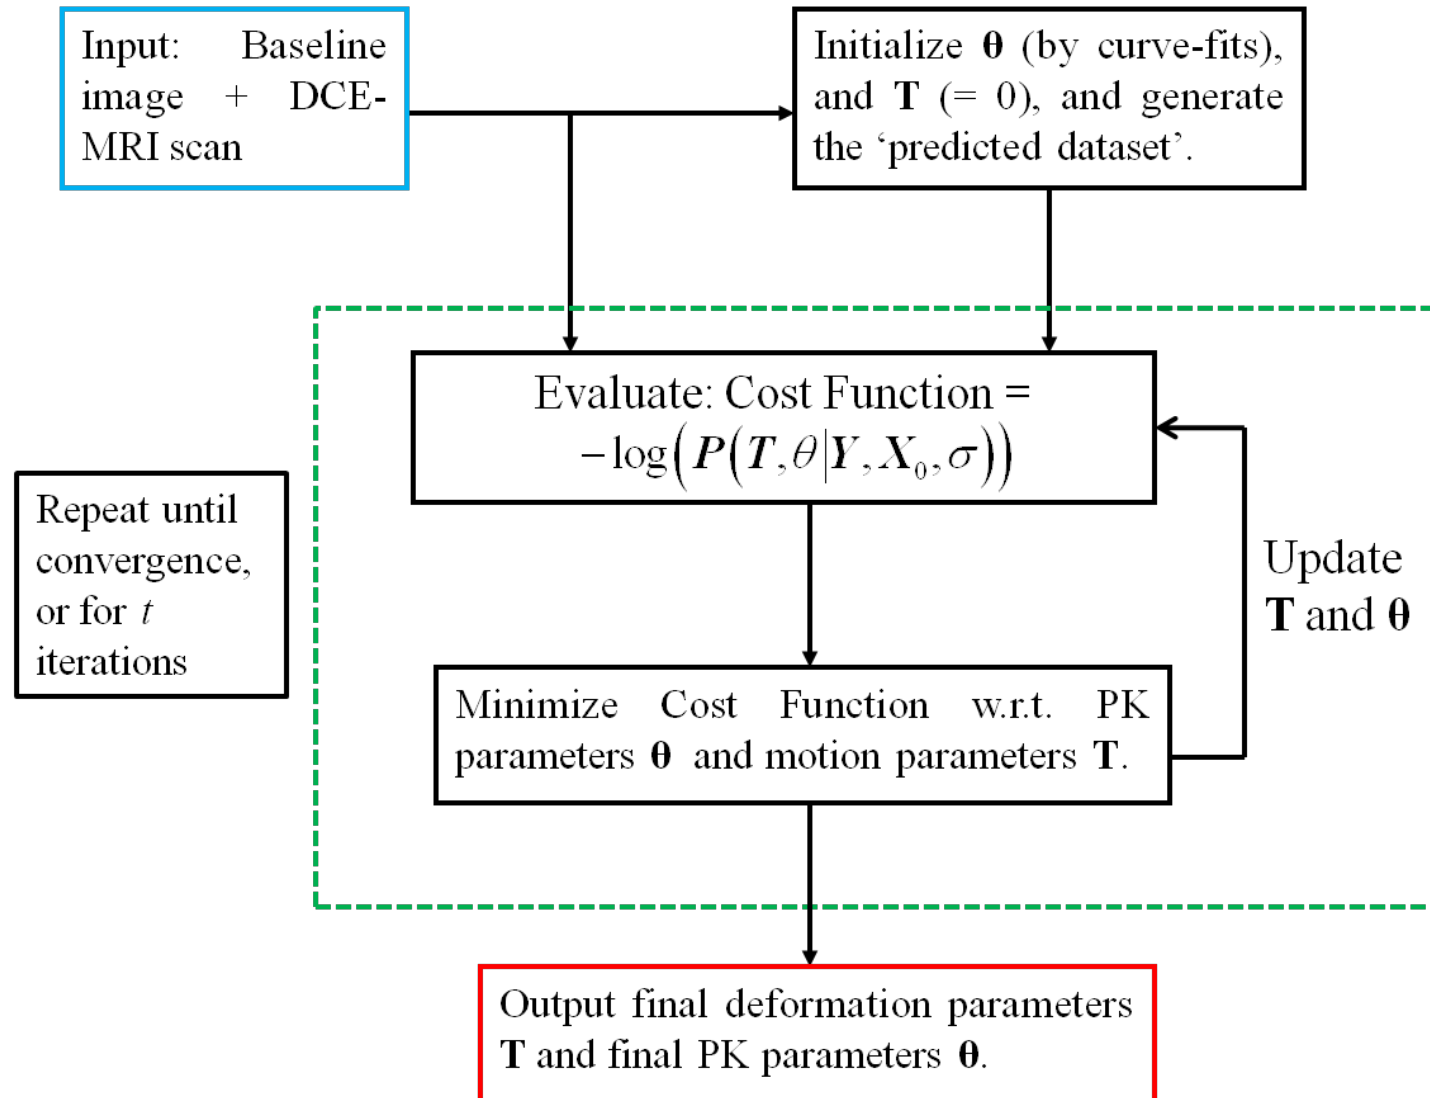 Input: Baseline
image + DCE-
MRI scan
Initialize θ (by curve-fits),
and T (= 0), and generate
the ‘predicted dataset’.
Evaluate: Cost Function =
−log(P(T,θ|Y,X₀,σ))
Repeat until
convergence,
or for t
iterations
Update
T and θ
Minimize Cost Function w.r.t. PK
parameters θ and motion parameters T.
Output final deformation parameters
T and final PK parameters θ.